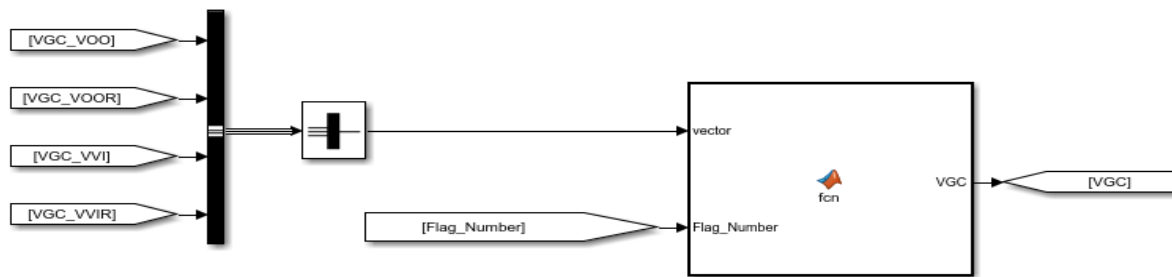 [VGC_VOO]
[VGC_VOOR]
[VGC_VVI]
[VGC_VVIR]
vector
Flag_Number
[Flag_Number]
fcn
VGC
[VGC]